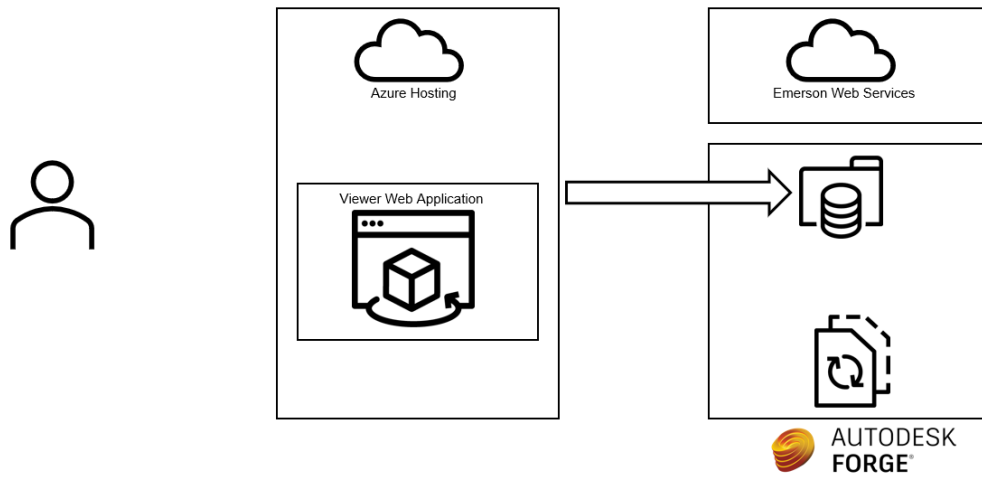 Azure Hosting
Emerson Web Services
Viewer Web Application
AUTODESK
FORGE®